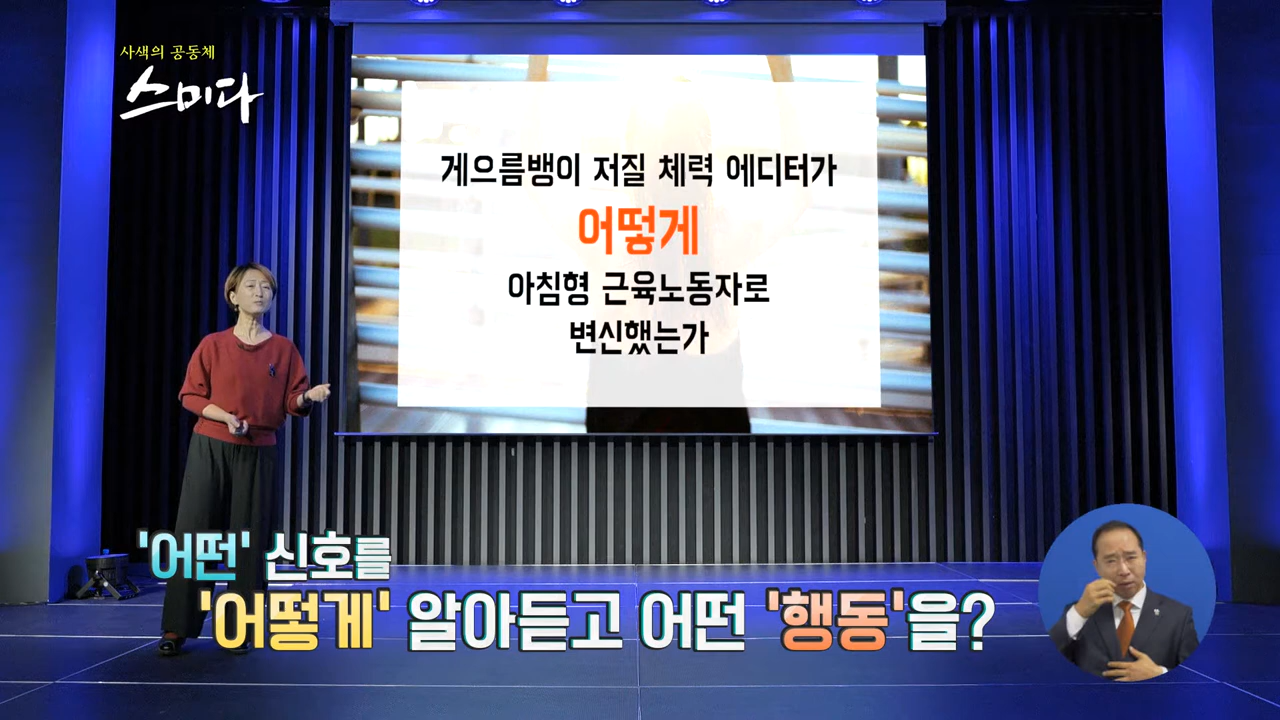 사색의 공동체
스미다
게으름뱅이 저질 체력 에디터가
어떻게
아침형 근육노동자로
변신했는가
'어떤' 신호를
'어떻게' 알아듣고 어떤 '행동'을?